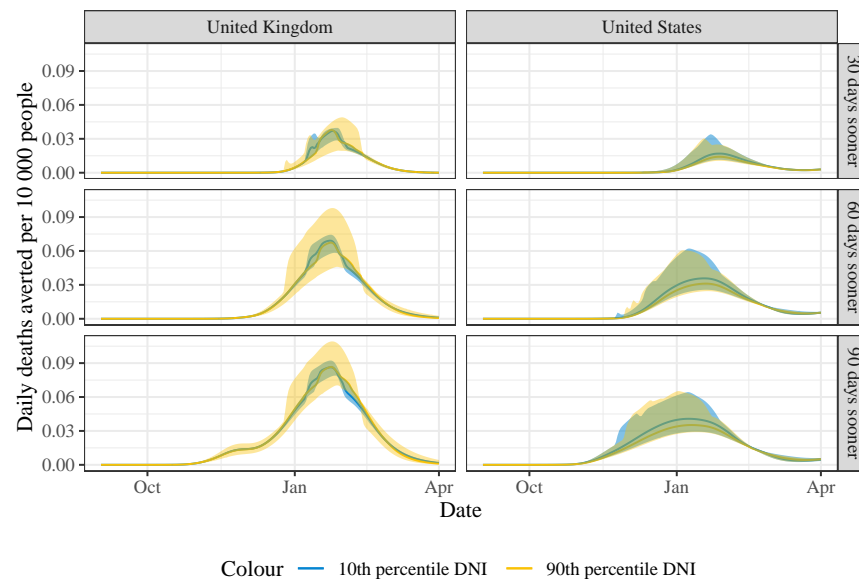 United Kingdom United States
Daily deaths averted per 10 000 people
0.09
0.06
0.03
0.00
30 days sooner
0.09
0.06
0.03
0.00
60 days sooner
0.09
0.06
0.03
0.00
90 days sooner
Oct Jan Apr Oct Jan Apr
Date
Colour 10th percentile DNI 90th percentile DNI